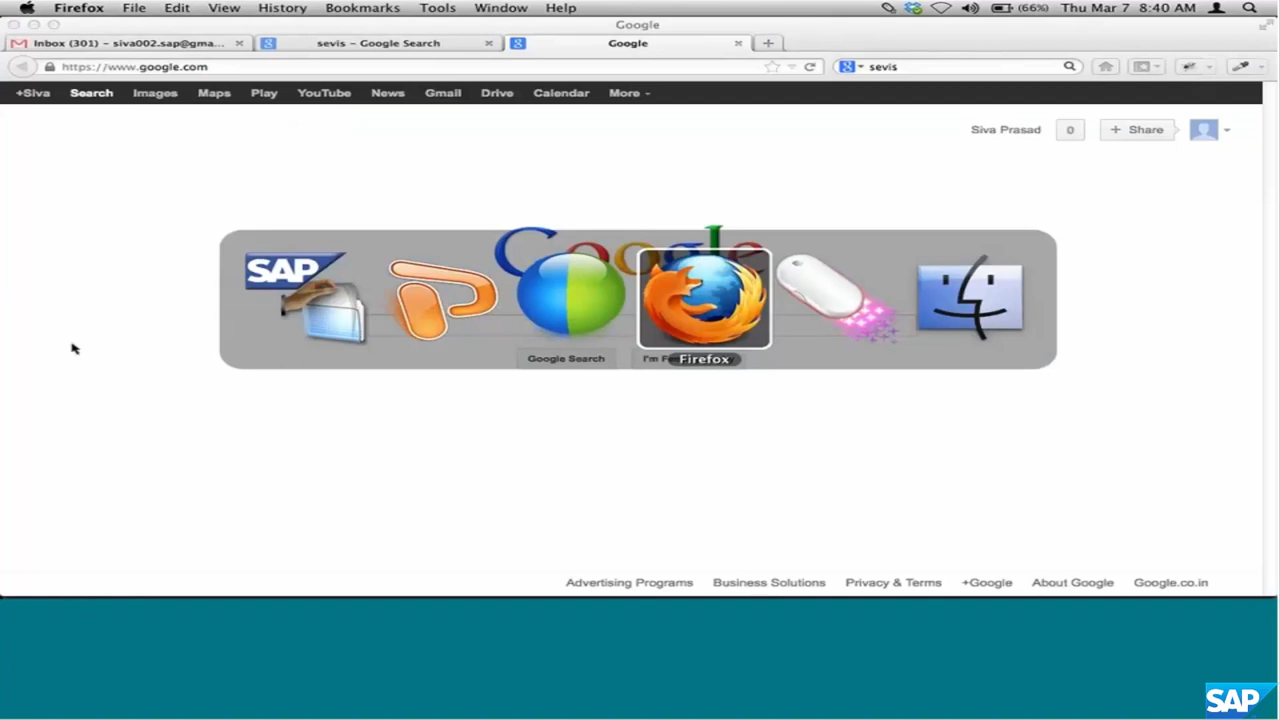 Firefox File Edit View History Bookmarks Tools Window Help (66%) Thu Mar 7 8:40 AM
Google
Inbox (301) – siva002.sap@gma... sevis – Google Search Google
https://www.google.com sevis
+Siva Search Images Maps Play YouTube News Gmail Drive Calendar More
Siva Prasad 0 + Share
Google
SAP
Google Search I'm Fe Firefox
Advertising Programs Business Solutions Privacy & Terms +Google About Google Google.co.in
SAP